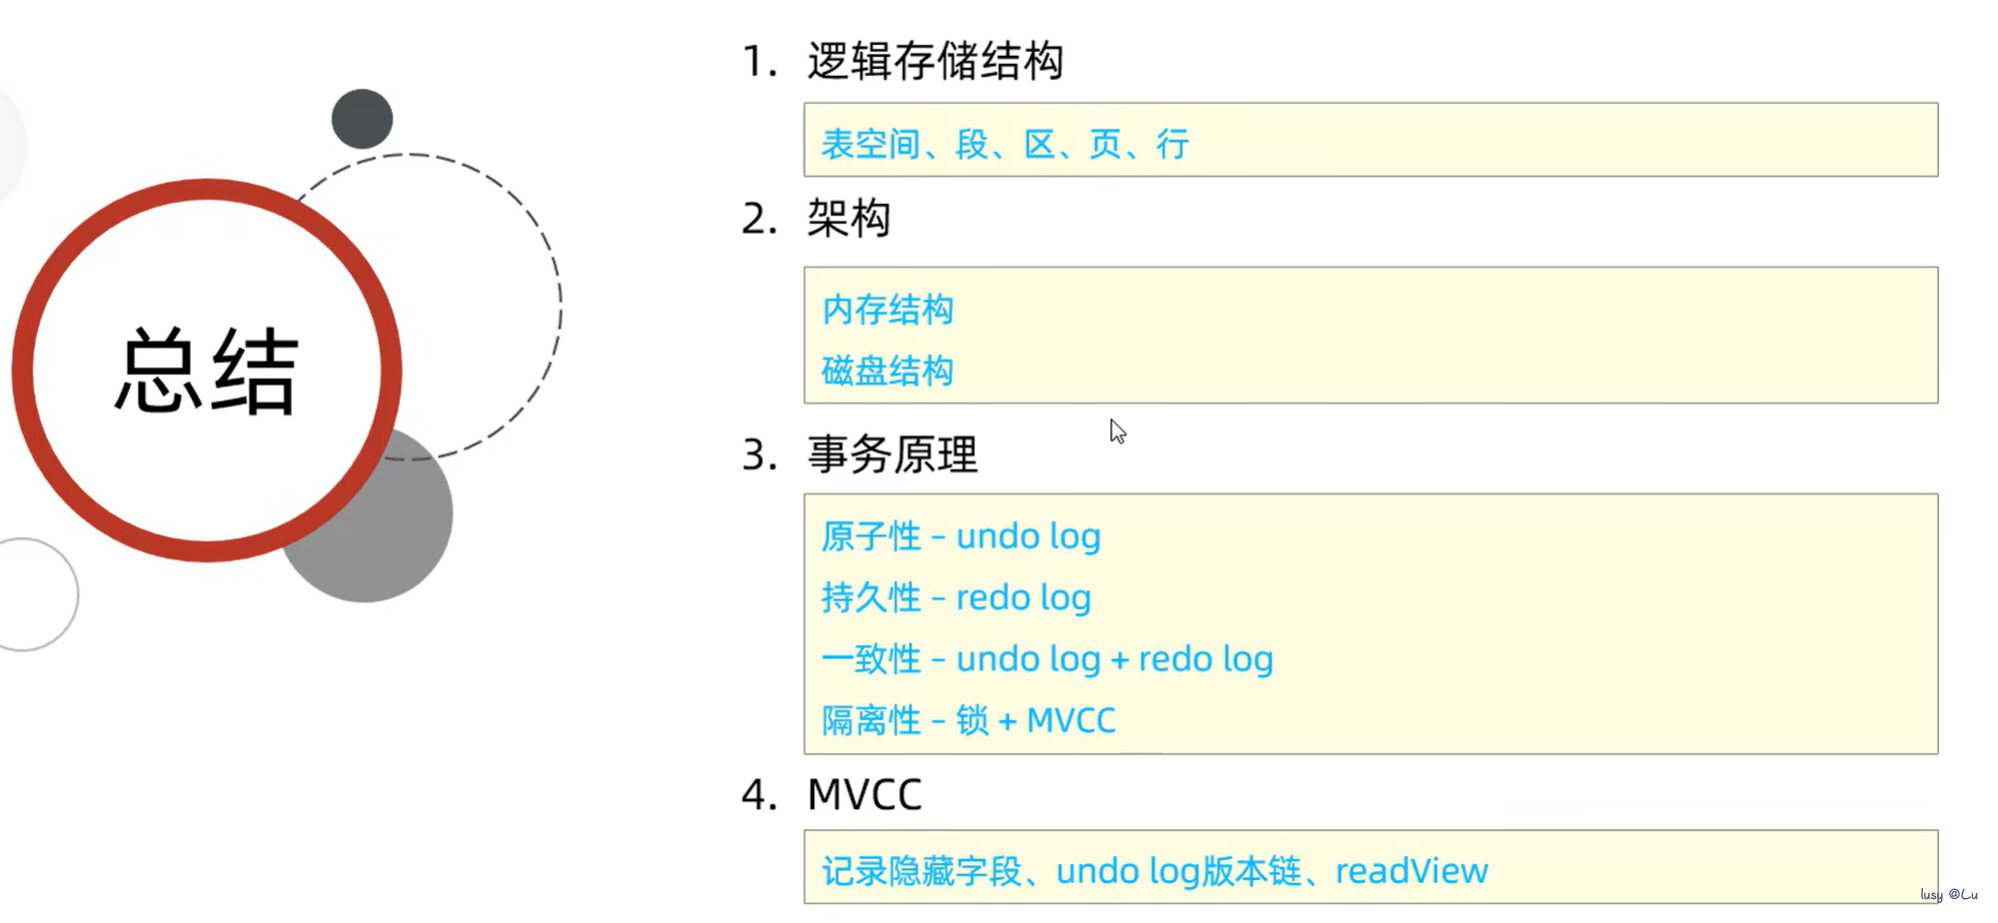 总结
1. 逻辑存储结构
表空间、段、区、页、行
2. 架构
内存结构
磁盘结构
3. 事务原理
原子性 – undo log
持久性 – redo log
一致性 – undo log + redo log
隔离性 – 锁 + MVCC
4. MVCC
记录隐藏字段、undo log版本链、readView
lusy @Lu